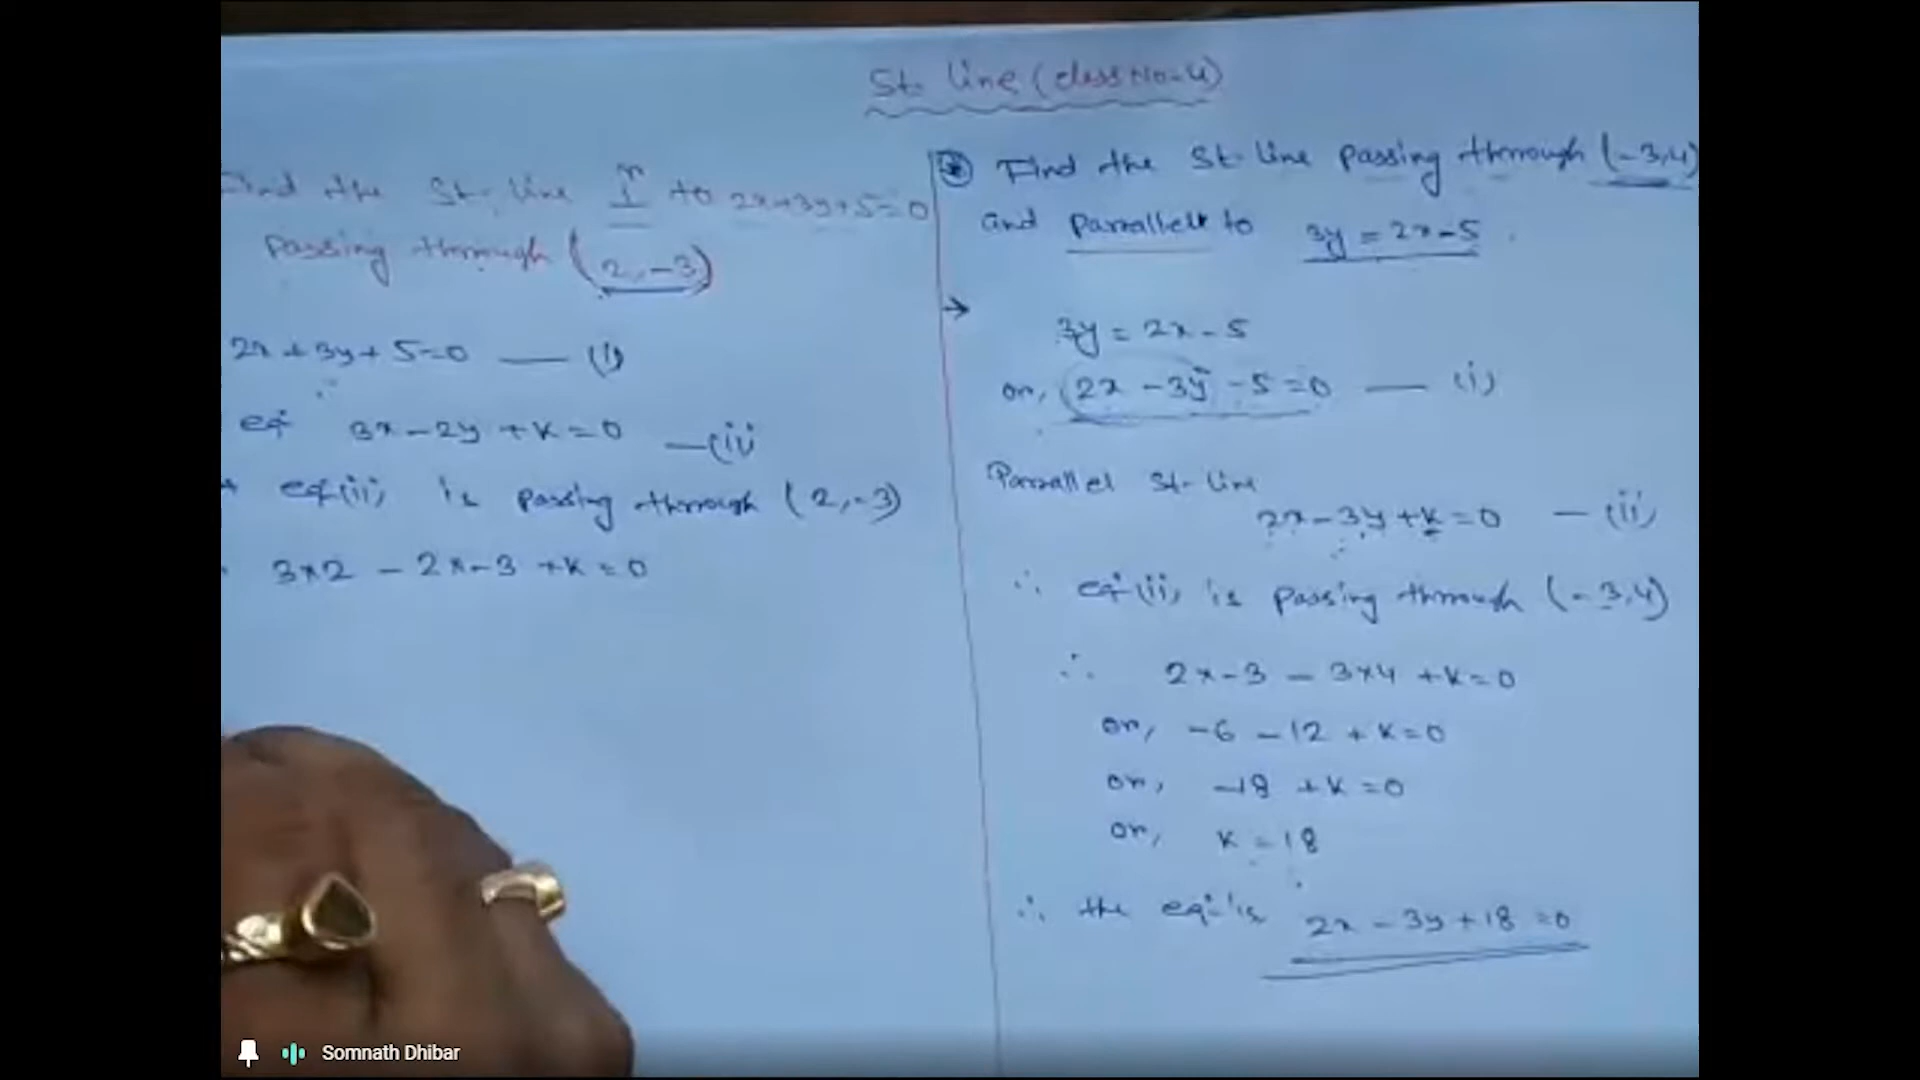 St. line (class No-4)
Find the St. line ⊥r to 2x+3y+5=0
passing through (2,-3)
2x+3y+5=0 — (i)
eqn 3x-2y+k=0 — (ii)
eqn(ii) is passing through (2,-3)
3×2 - 2×-3 +k=0
Find the St. line passing through (-3,4)
and parallel to 3y = 2x-5
→
3y = 2x-5
or, 2x -3y -5=0 — (i)
Parallel St-line
2x-3y+k=0 — (ii)
∴ eqn(ii) is passing through (-3,4)
∴ 2×-3 - 3×4 +k=0
or, -6 -12 +k=0
or, -18 +k=0
or, k=18
∴ the eqn is 2x-3y+18=0
Somnath Dhibar